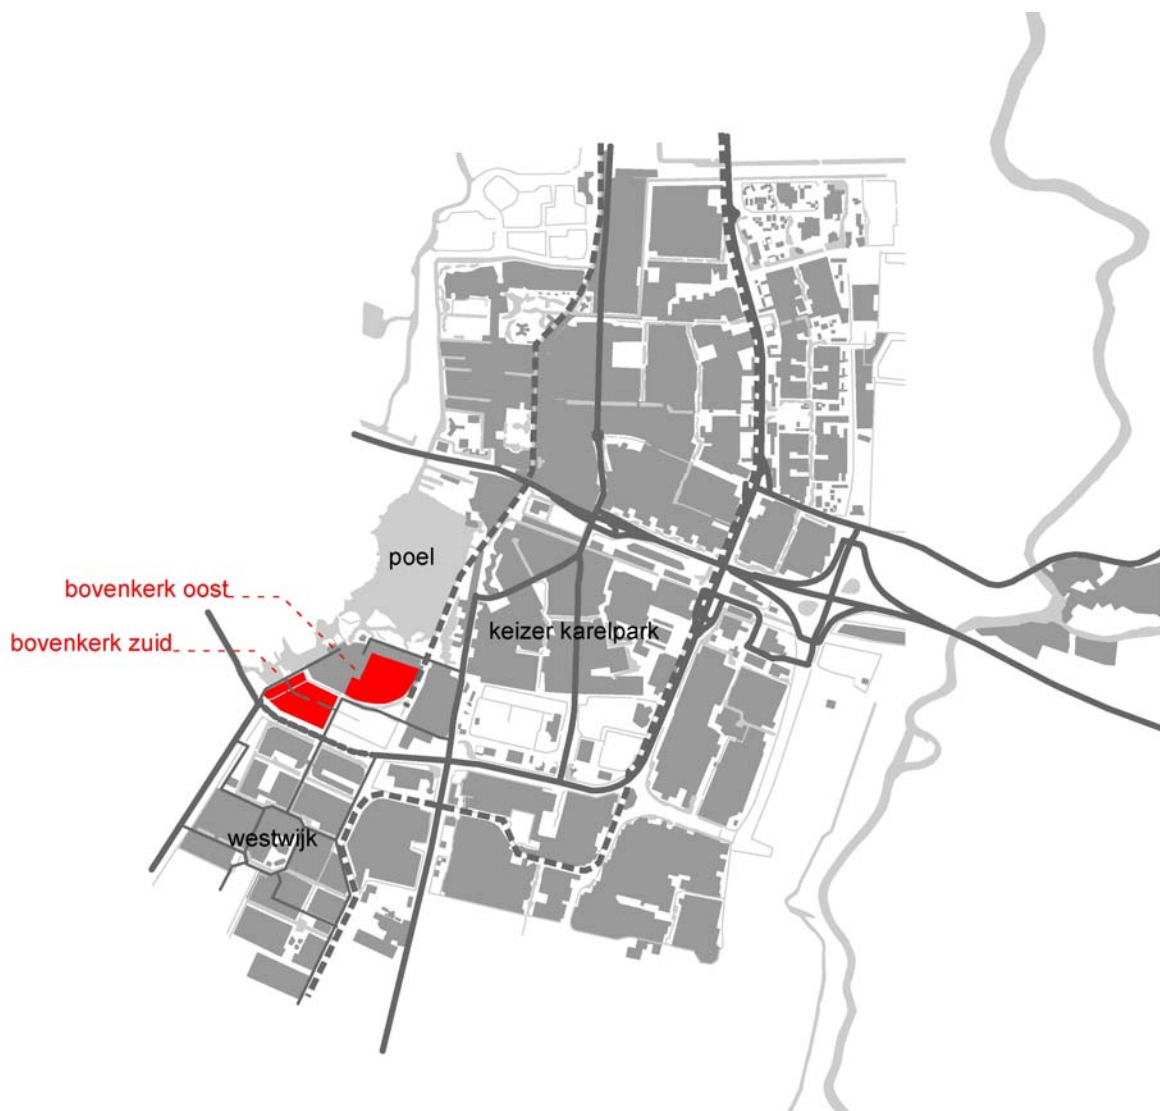 poel
bovenkerk oost
keizer karelpark
bovenkerk zuid
westwijk